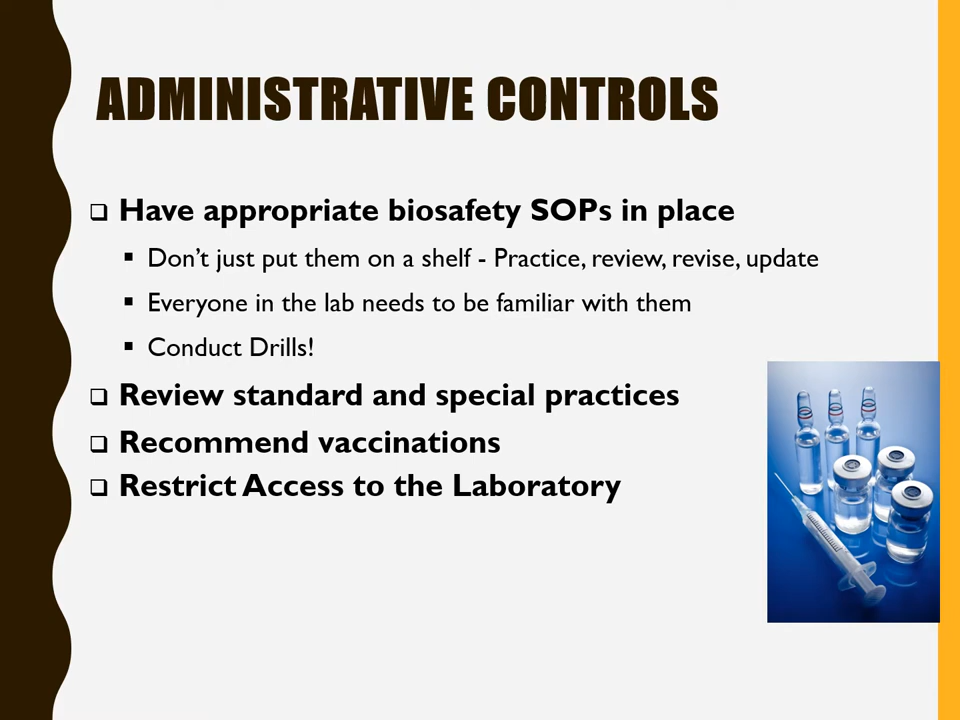 ADMINISTRATIVE CONTROLS
Have appropriate biosafety SOPs in place
Don’t just put them on a shelf - Practice, review, revise, update
Everyone in the lab needs to be familiar with them
Conduct Drills!
Review standard and special practices
Recommend vaccinations
Restrict Access to the Laboratory